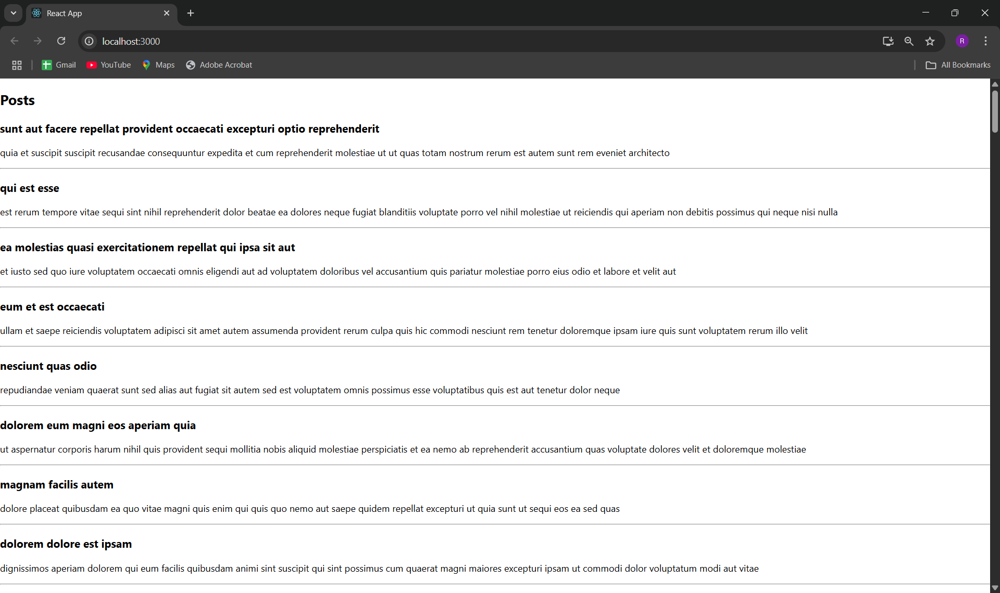 React App
localhost:3000
R
Gmail
YouTube
Maps
Adobe Acrobat
All Bookmarks
Posts
sunt aut facere repellat provident occaecati excepturi optio reprehenderit
quia et suscipit suscipit recusandae consequuntur expedita et cum reprehenderit molestiae ut ut quas totam nostrum rerum est autem sunt rem eveniet architecto
qui est esse
est rerum tempore vitae sequi sint nihil reprehenderit dolor beatae ea dolores neque fugiat blanditiis voluptate porro vel nihil molestiae ut reiciendis qui aperiam non debitis possimus qui neque nisi nulla
ea molestias quasi exercitationem repellat qui ipsa sit aut
et iusto sed quo iure voluptatem occaecati omnis eligendi aut ad voluptatem doloribus vel accusantium quis pariatur molestiae porro eius odio et labore et velit aut
eum et est occaecati
ullam et saepe reiciendis voluptatem adipisci sit amet autem assumenda provident rerum culpa quis hic commodi nesciunt rem tenetur doloremque ipsam iure quis sunt voluptatem rerum illo velit
nesciunt quas odio
repudiandae veniam quaerat sunt sed alias aut fugiat sit autem sed est voluptatem omnis possimus esse voluptatibus quis est aut tenetur dolor neque
dolorem eum magni eos aperiam quia
ut aspernatur corporis harum nihil quis provident sequi mollitia nobis aliquid molestiae perspiciatis et ea nemo ab reprehenderit accusantium quas voluptate dolores velit et doloremque molestiae
magnam facilis autem
dolore placeat quibusdam ea quo vitae magni quis enim qui quis quo nemo aut saepe quidem repellat excepturi ut quia sunt ut sequi eos ea sed quas
dolorem dolore est ipsam
dignissimos aperiam dolorem qui eum facilis quibusdam animi sint suscipit qui sint possimus cum quaerat magni maiores excepturi ipsam ut commodi dolor voluptatum modi aut vitae